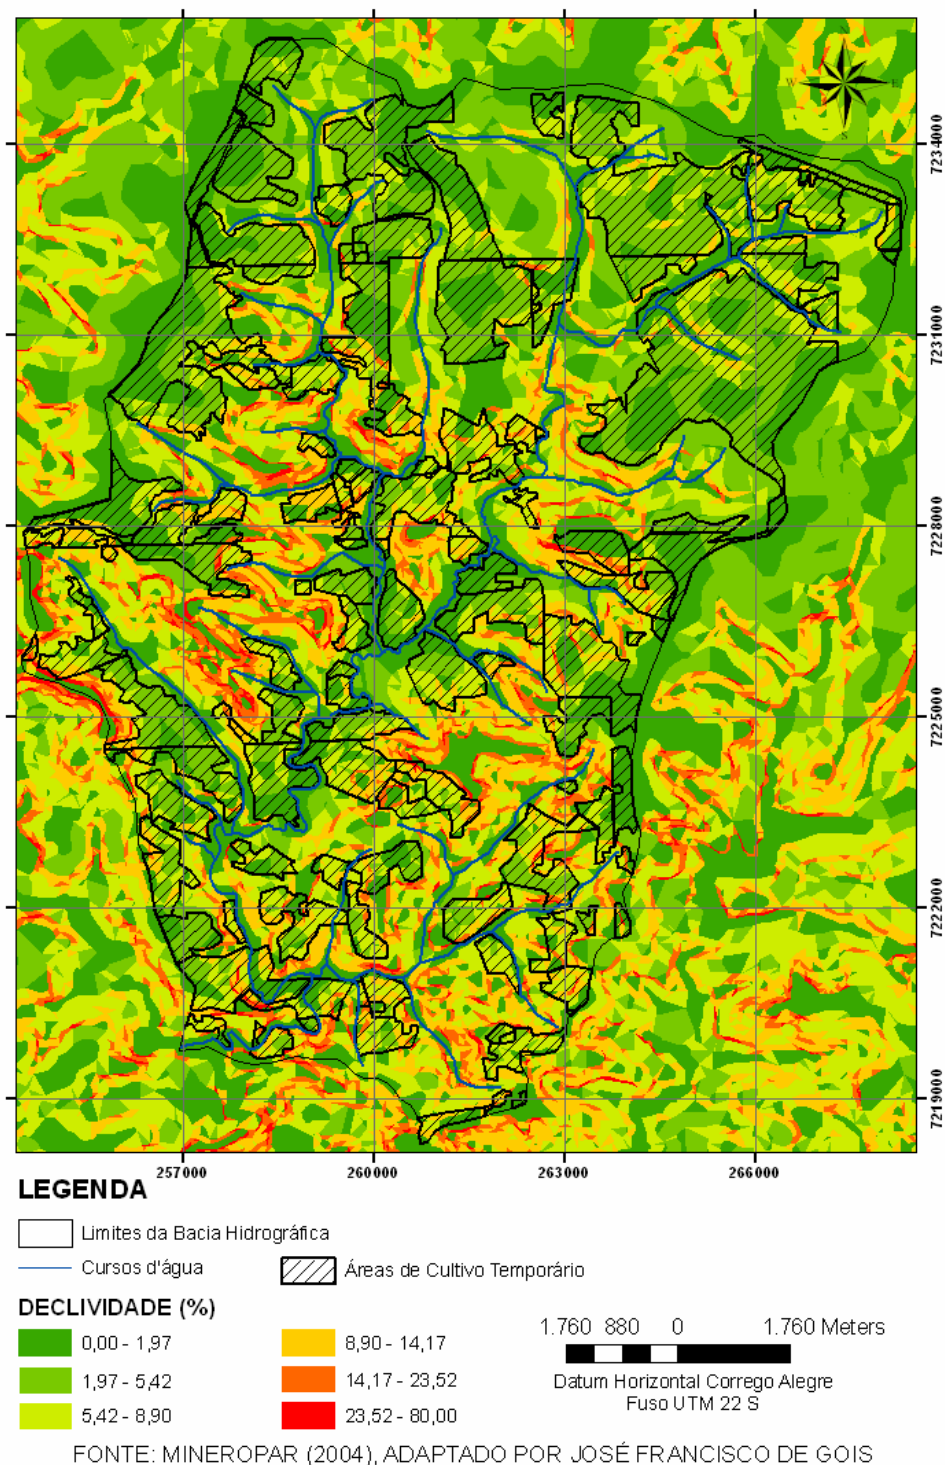 W
E
S
7234000
7231000
7228000
7225000
7222000
7219000
257000 260000 263000 266000
LEGENDA
Limites da Bacia Hidrográfica
Cursos d'água
Áreas de Cultivo Temporário
DECLIVIDADE (%)
0,00 - 1,97
1,97 - 5,42
5,42 - 8,90
8,90 - 14,17
14,17 - 23,52
23,52 - 80,00
1.760 880 0 1.760 Meters
Datum Horizontal Corrego Alegre
Fuso UTM 22 S
FONTE: MINEROPAR (2004), ADAPTADO POR JOSÉ FRANCISCO DE GOIS